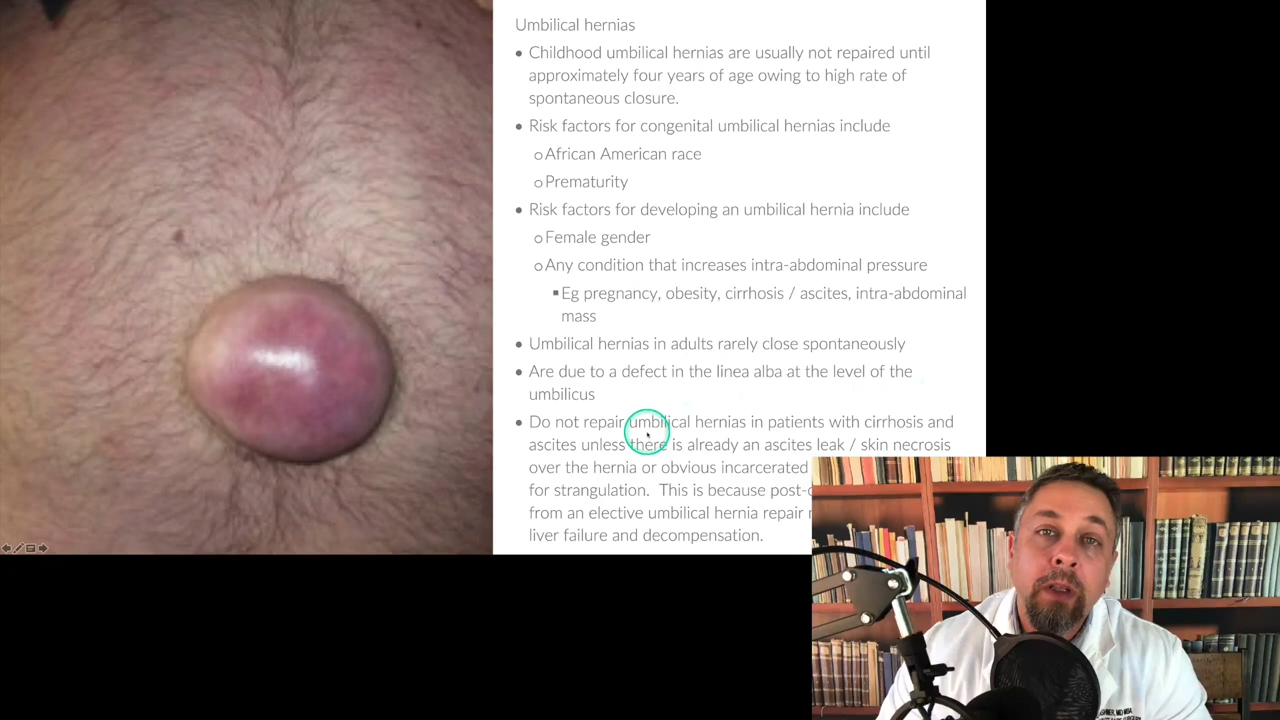 Umbilical hernias
• Childhood umbilical hernias are usually not repaired until
approximately four years of age owing to high rate of
spontaneous closure.
• Risk factors for congenital umbilical hernias include
○ African American race
○ Prematurity
• Risk factors for developing an umbilical hernia include
○ Female gender
○ Any condition that increases intra-abdominal pressure
▪ Eg pregnancy, obesity, cirrhosis / ascites, intra-abdominal
mass
• Umbilical hernias in adults rarely close spontaneously
• Are due to a defect in the linea alba at the level of the
umbilicus
• Do not repair umbilical hernias in patients with cirrhosis and
ascites unless there is already an ascites leak / skin necrosis
over the hernia or obvious incarcerated
for strangulation. This is because post-
from an elective umbilical hernia repair
liver failure and decompensation.